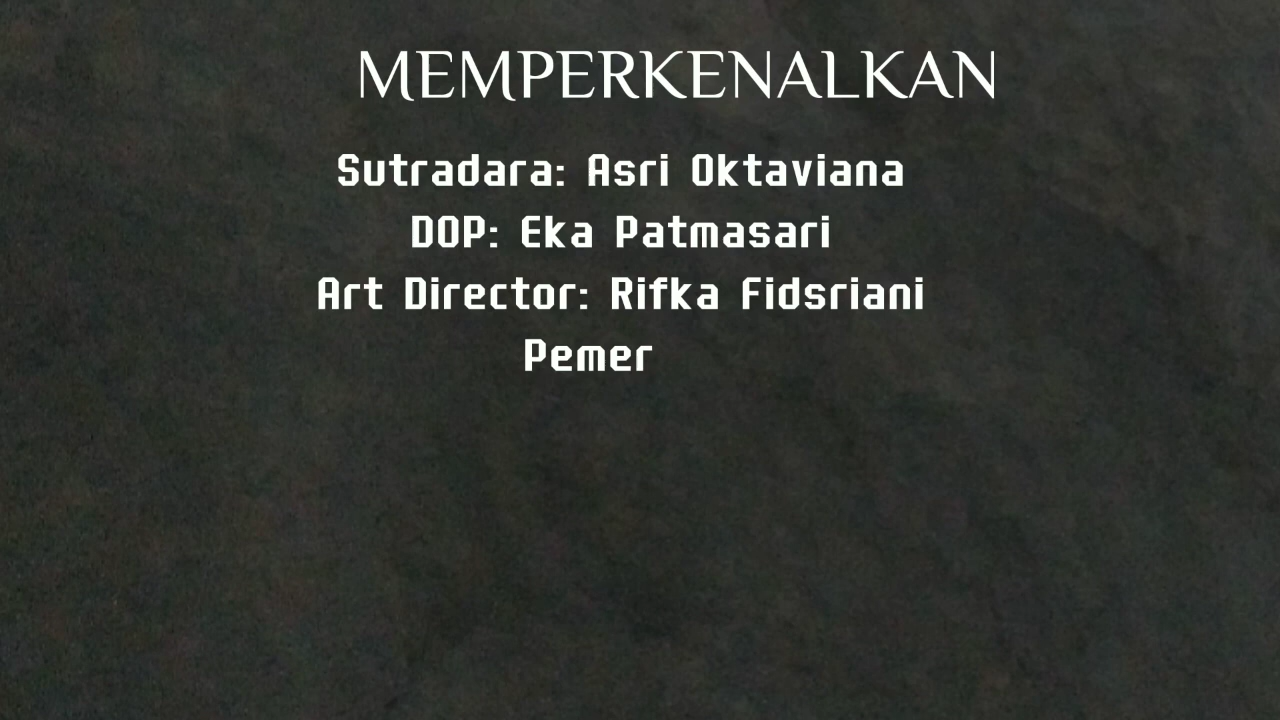 MEMPERKENALKAN
Sutradara: Asri Oktaviana
DOP: Eka Patmasari
Art Director: Rifka Fidsriani
Pemer